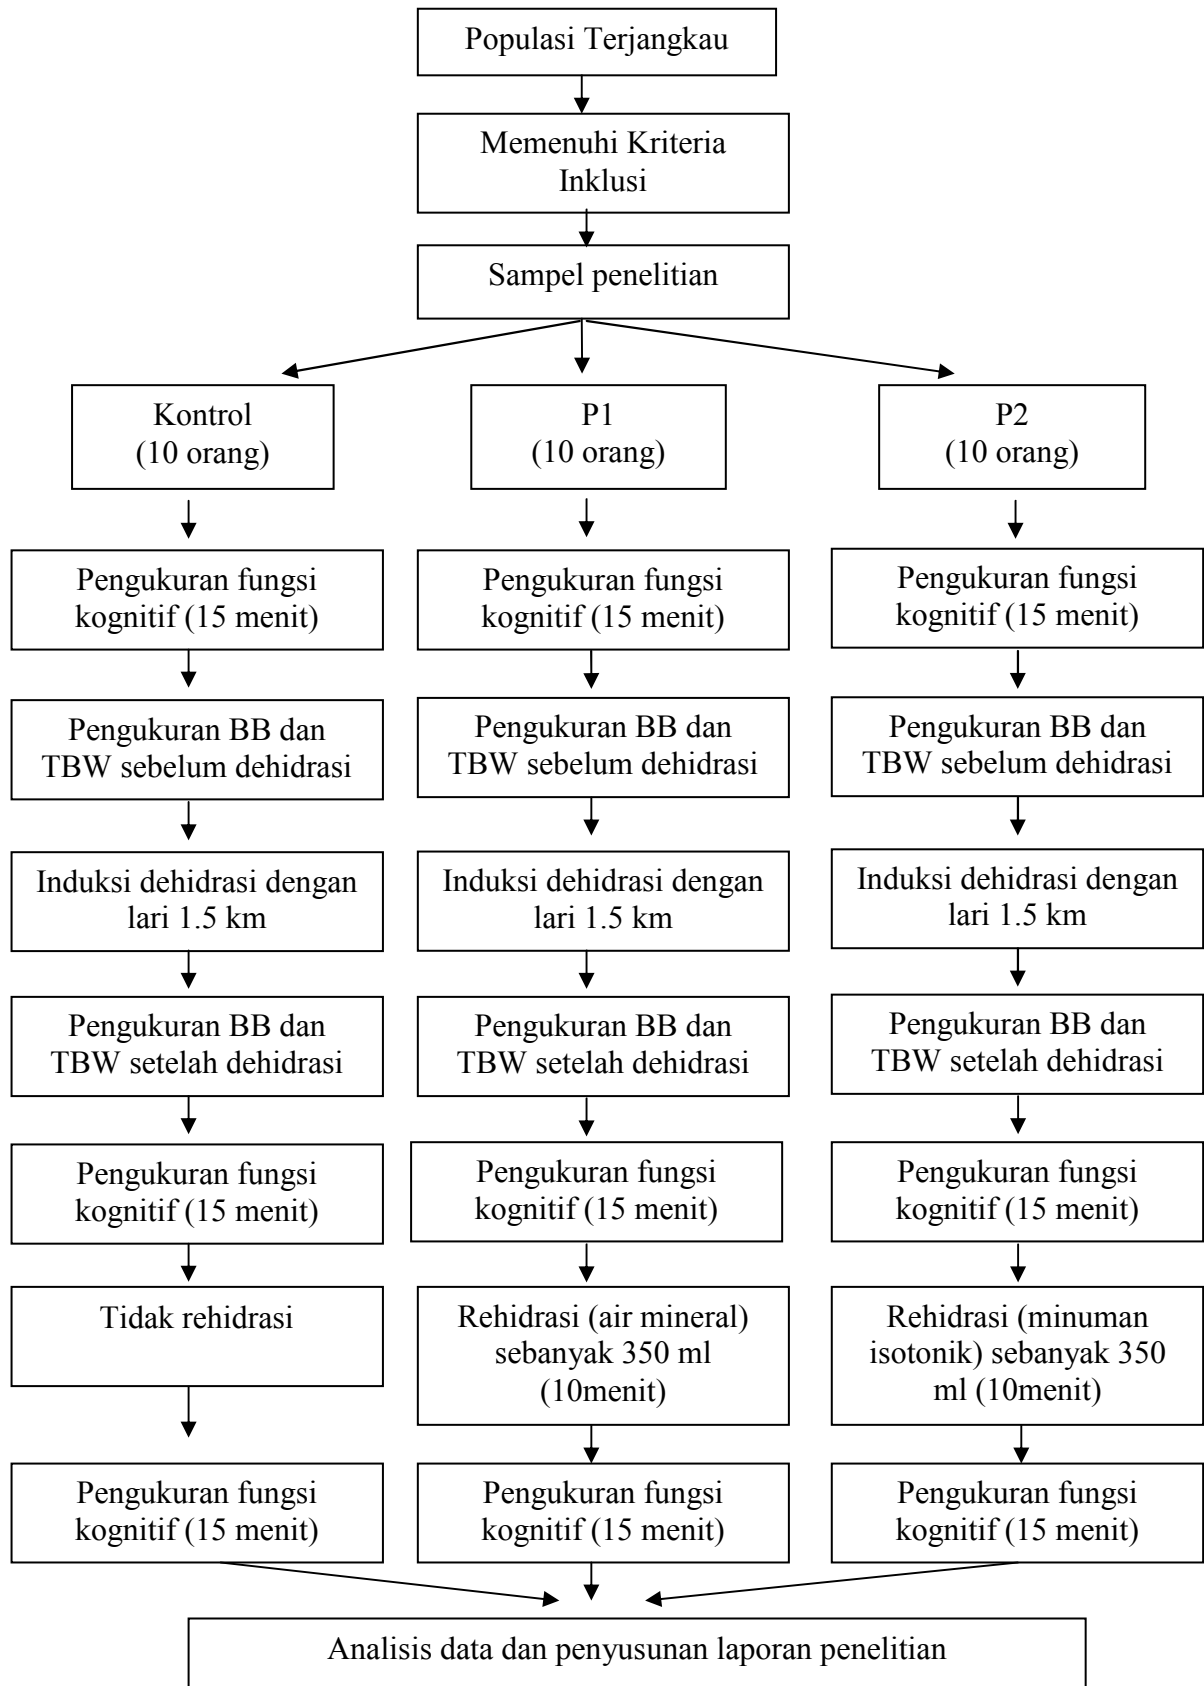 Populasi Terjangkau
Memenuhi Kriteria
Inklusi
Sampel penelitian
Kontrol
(10 orang)
P1
(10 orang)
P2
(10 orang)
Pengukuran fungsi
kognitif (15 menit)
Pengukuran fungsi
kognitif (15 menit)
Pengukuran fungsi
kognitif (15 menit)
Pengukuran BB dan
TBW sebelum dehidrasi
Pengukuran BB dan
TBW sebelum dehidrasi
Pengukuran BB dan
TBW sebelum dehidrasi
Induksi dehidrasi dengan
lari 1.5 km
Induksi dehidrasi dengan
lari 1.5 km
Induksi dehidrasi dengan
lari 1.5 km
Pengukuran BB dan
TBW setelah dehidrasi
Pengukuran BB dan
TBW setelah dehidrasi
Pengukuran BB dan
TBW setelah dehidrasi
Pengukuran fungsi
kognitif (15 menit)
Pengukuran fungsi
kognitif (15 menit)
Pengukuran fungsi
kognitif (15 menit)
Tidak rehidrasi
Rehidrasi (air mineral)
sebanyak 350 ml
(10menit)
Rehidrasi (minuman
isotonik) sebanyak 350
ml (10menit)
Pengukuran fungsi
kognitif (15 menit)
Pengukuran fungsi
kognitif (15 menit)
Pengukuran fungsi
kognitif (15 menit)
Analisis data dan penyusunan laporan penelitian